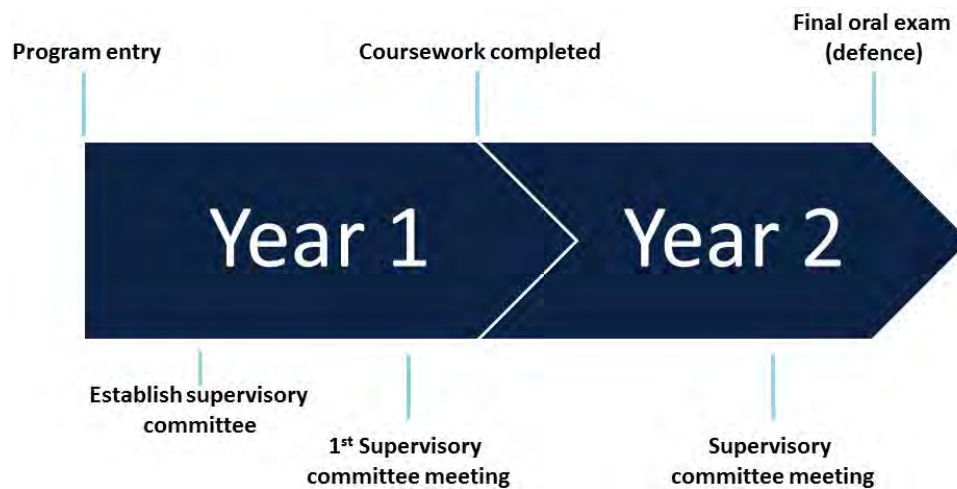 Final oral exam
(defence)
Program entry
Coursework completed
Year 1
Year 2
Establish supervisory
committee
1st Supervisory
committee meeting
Supervisory
committee meeting